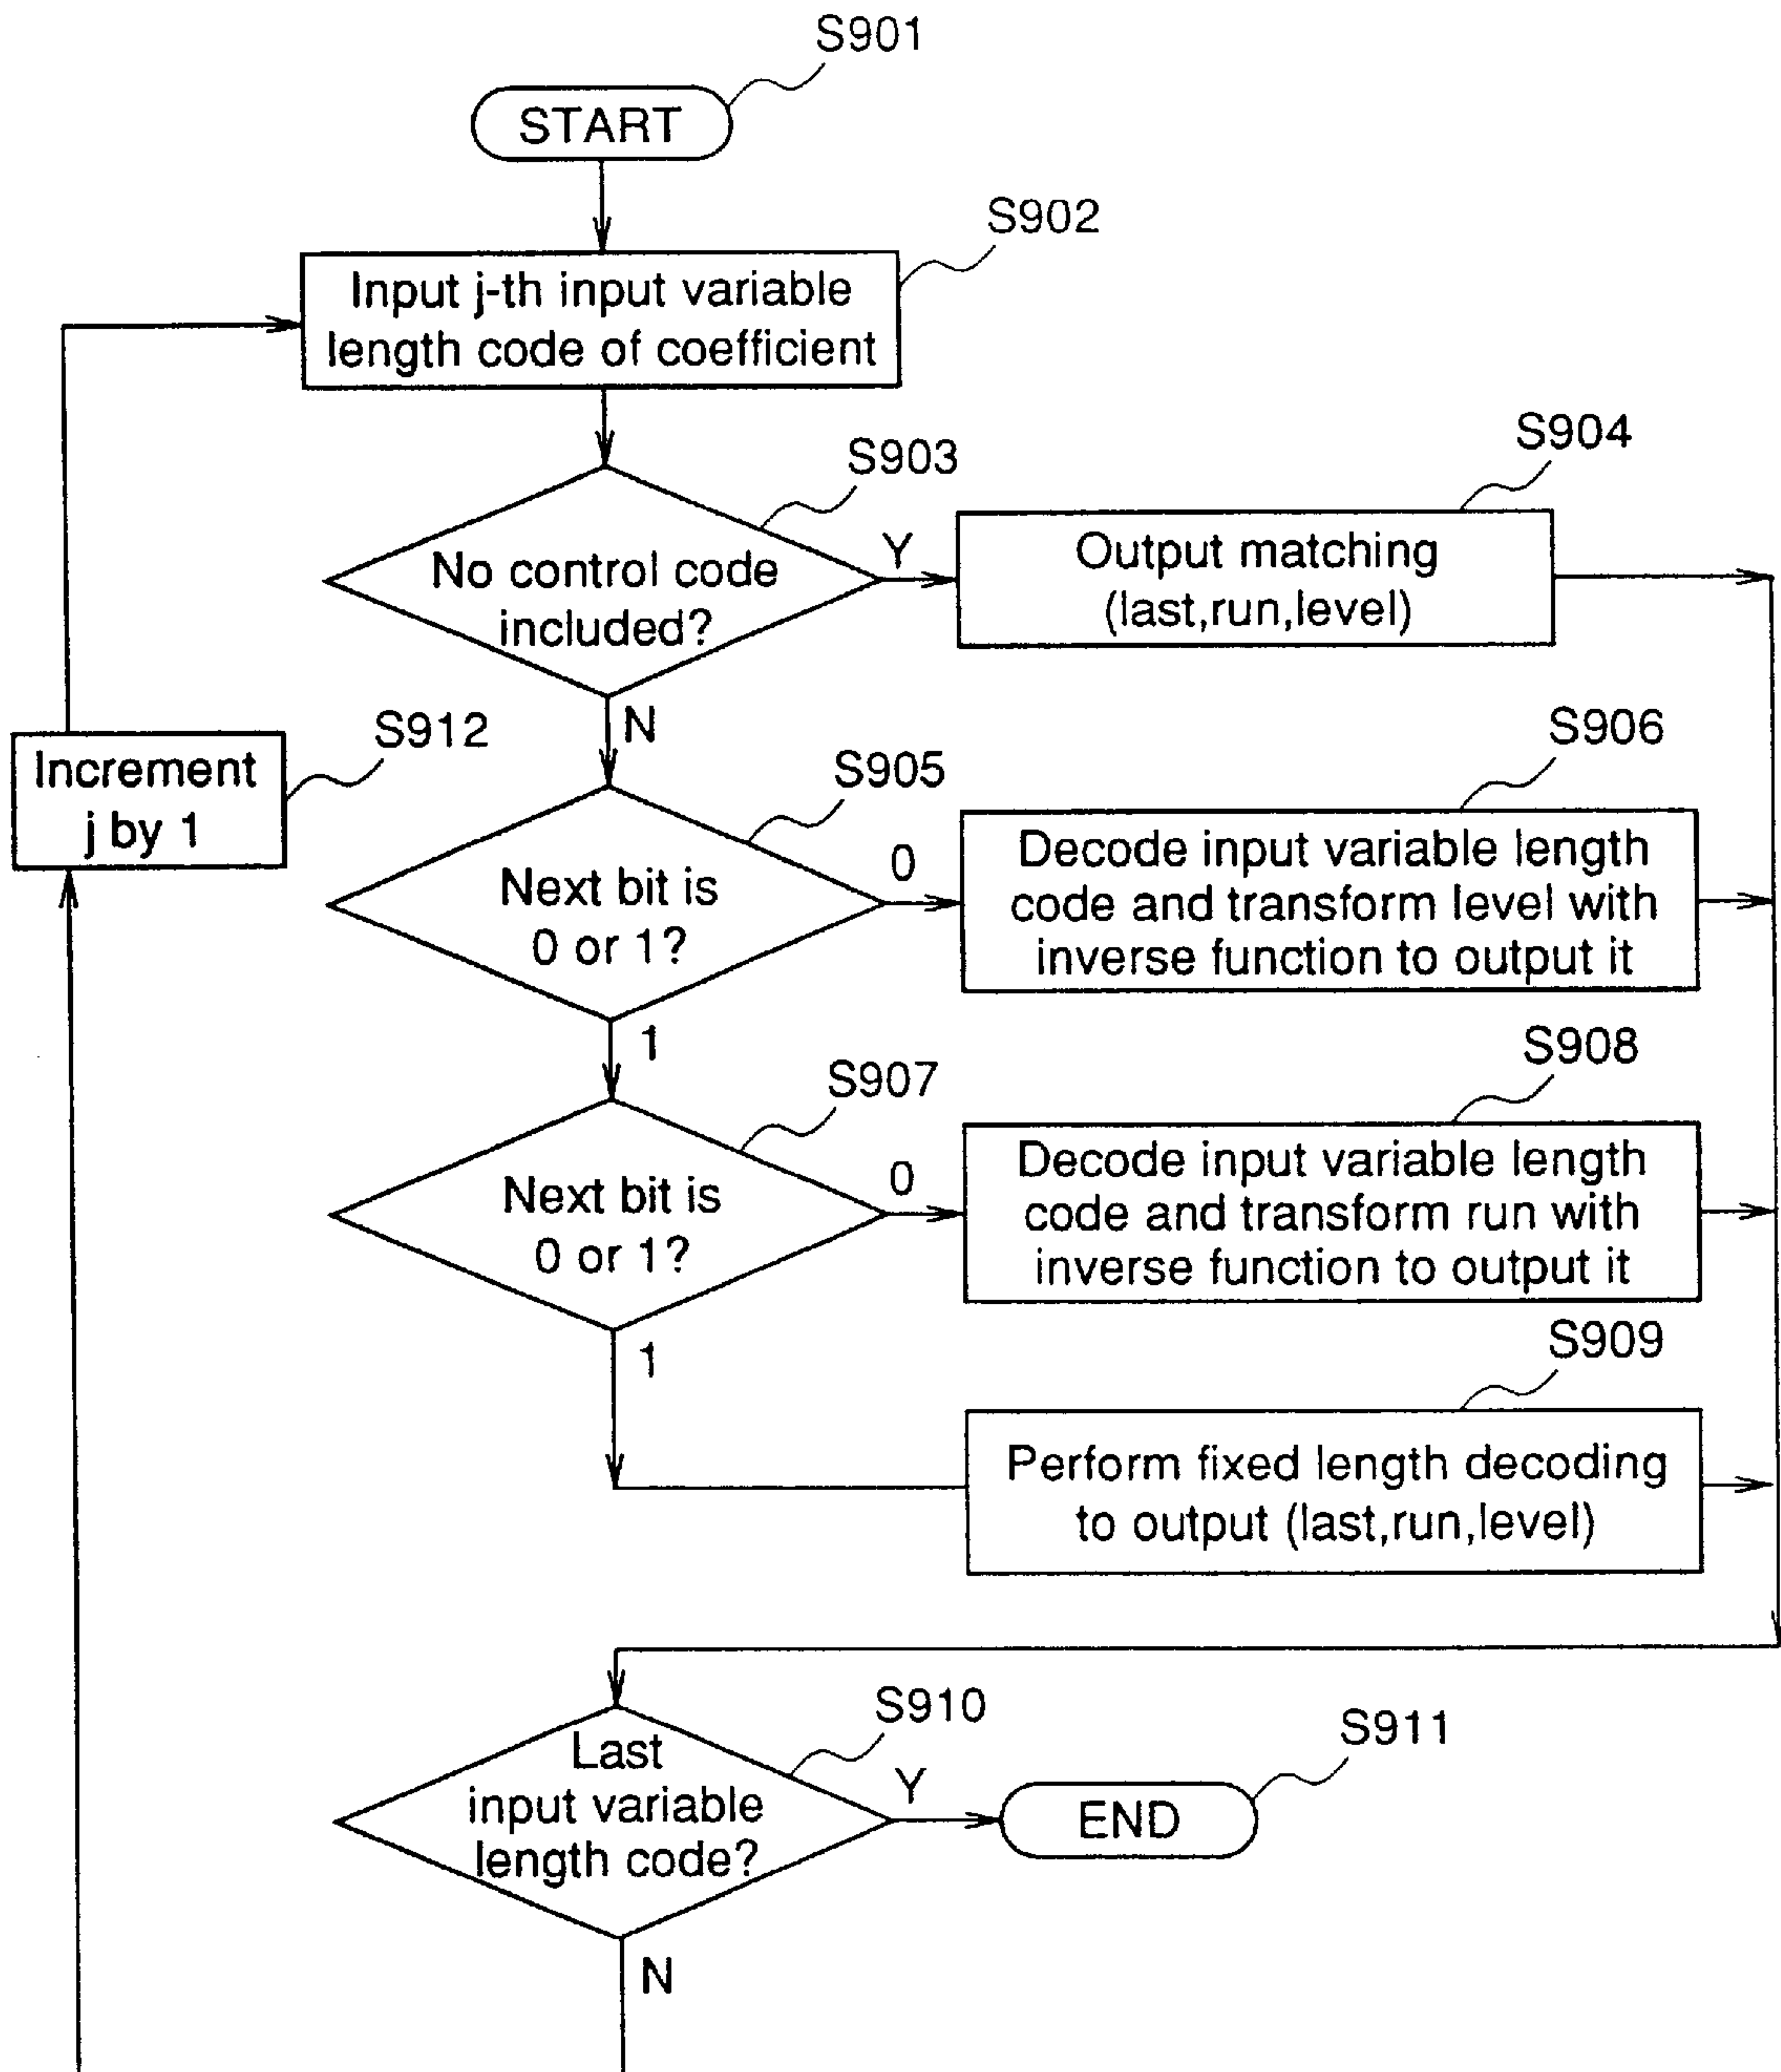 S901
START
S902
Input j-th input variable
length code of coefficient
S903
No control code
included?
Y
S904
Output matching
(last,run,level)
N
S912
Increment
j by 1
S905
Next bit is
0 or 1?
0
S906
Decode input variable length
code and transform level with
inverse function to output it
1
S907
Next bit is
0 or 1?
0
S908
Decode input variable length
code and transform run with
inverse function to output it
1
S909
Perform fixed length decoding
to output (last,run,level)
S910
Last
input variable
length code?
Y
S911
END
N